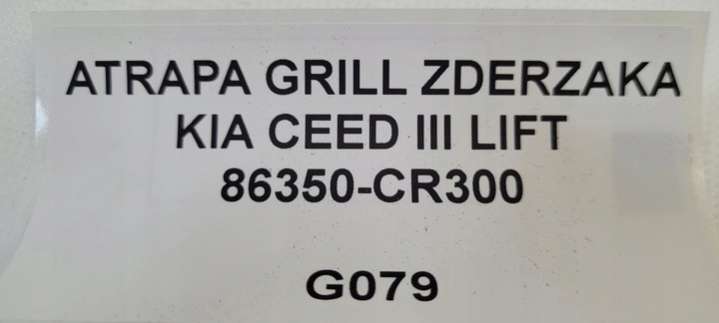 ATRAPA GRILL ZDERZAKA
KIA CEED III LIFT
86350-CR300
G079